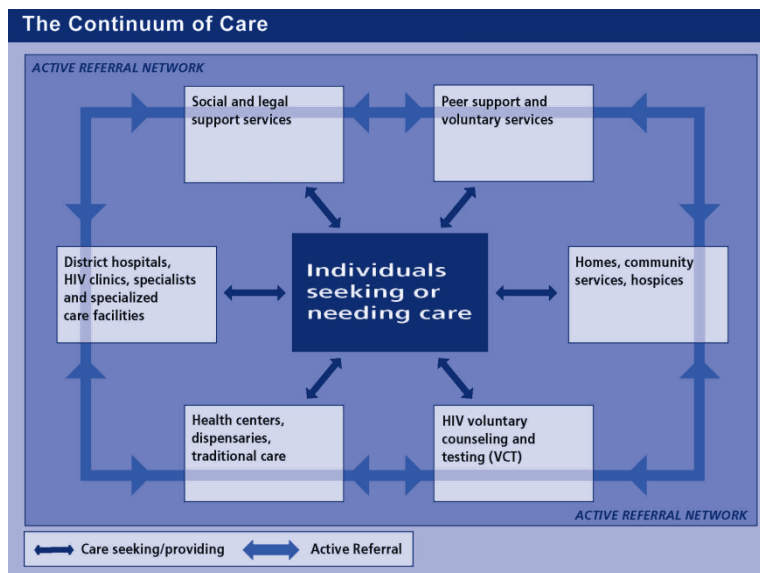 The Continuum of Care
ACTIVE REFERRAL NETWORK
Social and legal
support services
Peer support and
voluntary services
District hospitals,
HIV clinics, specialists
and specialized
care facilities
Individuals
seeking or
needing care
Homes, community
services, hospices
Health centers,
dispensaries,
traditional care
HIV voluntary
counseling and
testing (VCT)
ACTIVE REFERRAL NETWORK
Care seeking/providing
Active Referral